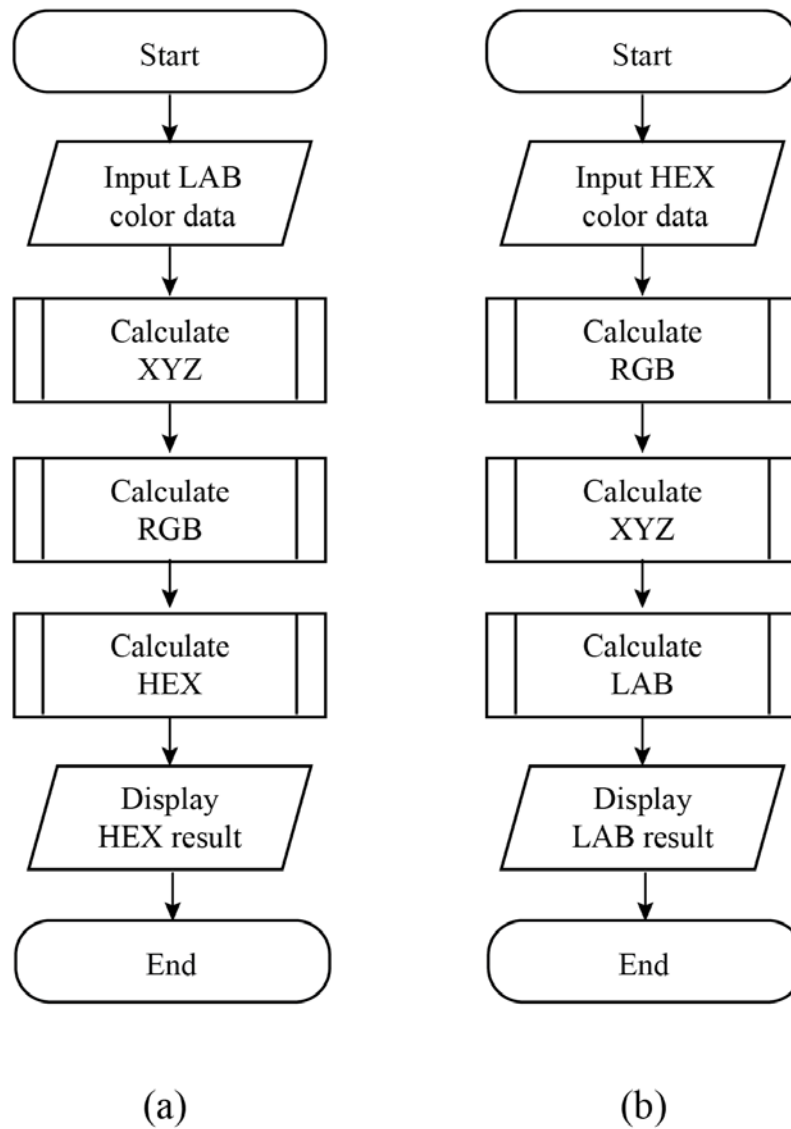 Start
Input LAB
color data
Calculate
XYZ
Calculate
RGB
Calculate
HEX
Display
HEX result
End
(a)
Start
Input HEX
color data
Calculate
RGB
Calculate
XYZ
Calculate
LAB
Display
LAB result
End
(b)